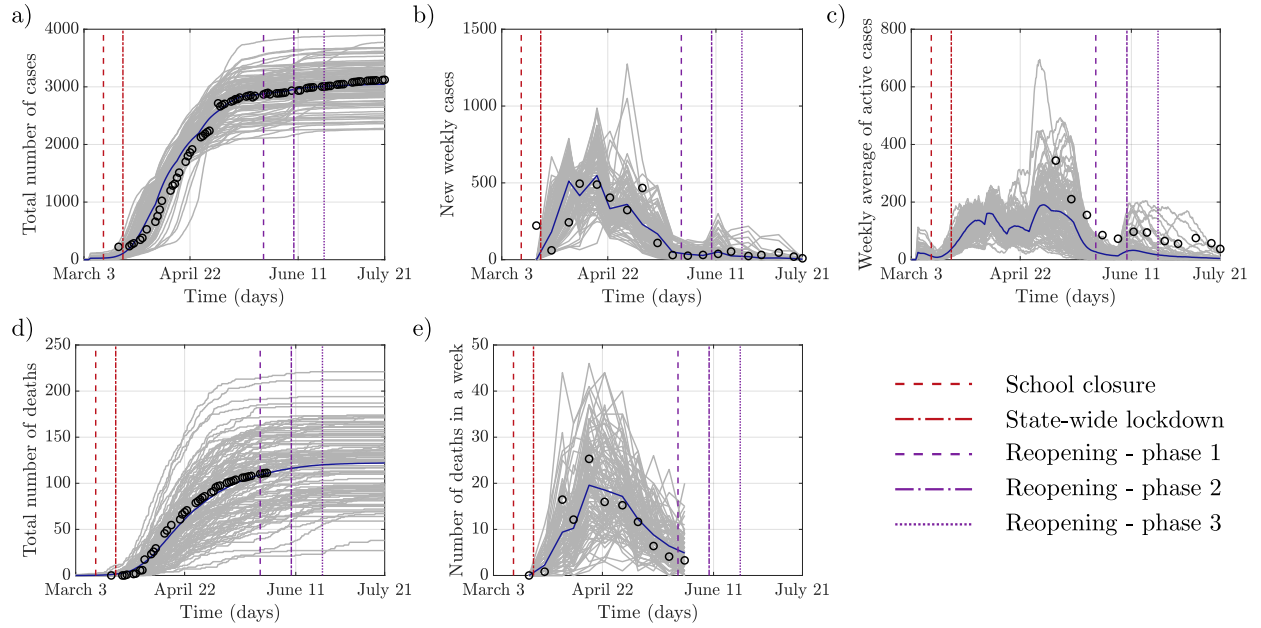 a)
Total number of cases
4000
3000
2000
1000
0
March 3
April 22
June 11
July 21
Time (days)
b)
New weekly cases
1500
1000
500
0
March 3
April 22
June 11
July 21
Time (days)
c)
Weekly average of active cases
800
600
400
200
0
March 3
April 22
June 11
July 21
Time (days)
d)
Total number of deaths
250
200
150
100
50
0
March 3
April 22
June 11
July 21
Time (days)
e)
Number of deaths in a week
50
40
30
20
10
0
March 3
April 22
June 11
July 21
Time (days)
School closure
State-wide lockdown
Reopening - phase 1
Reopening - phase 2
Reopening - phase 3